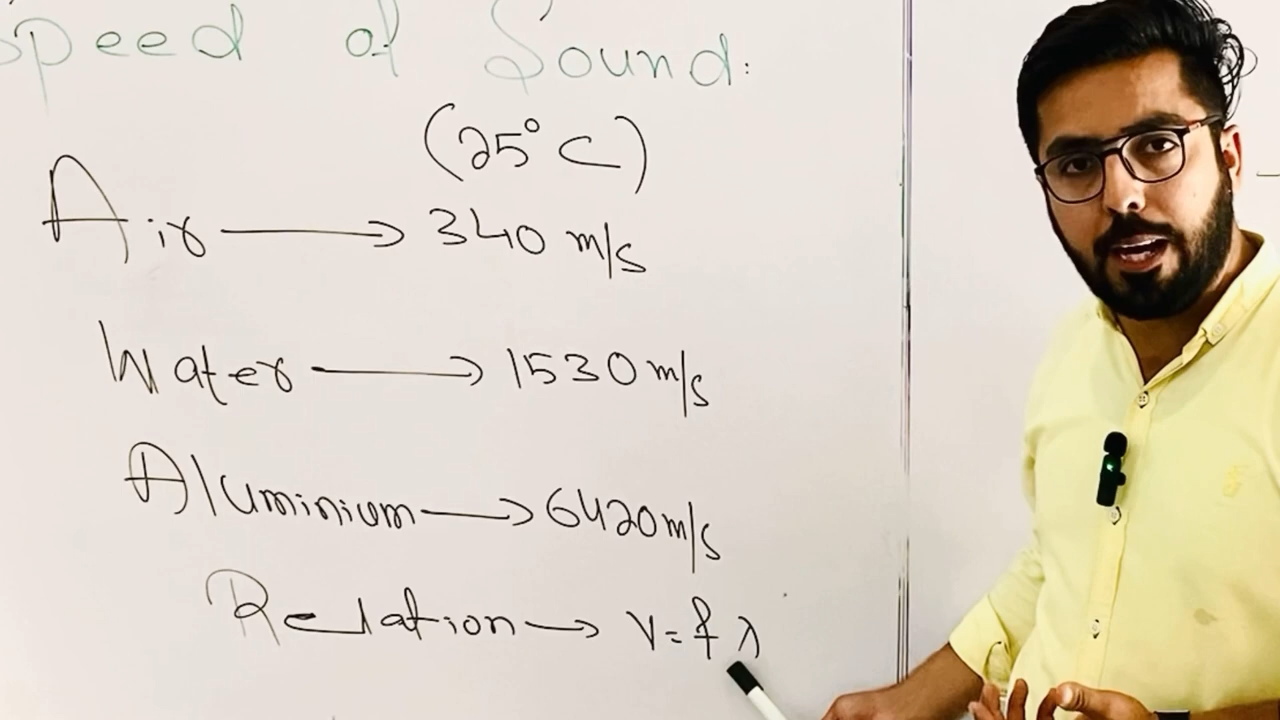 Speed of Sound:
(25°C)
Air → 340 m/s
Water → 1530 m/s
Aluminium → 6420 m/s
Relation → v = f λ